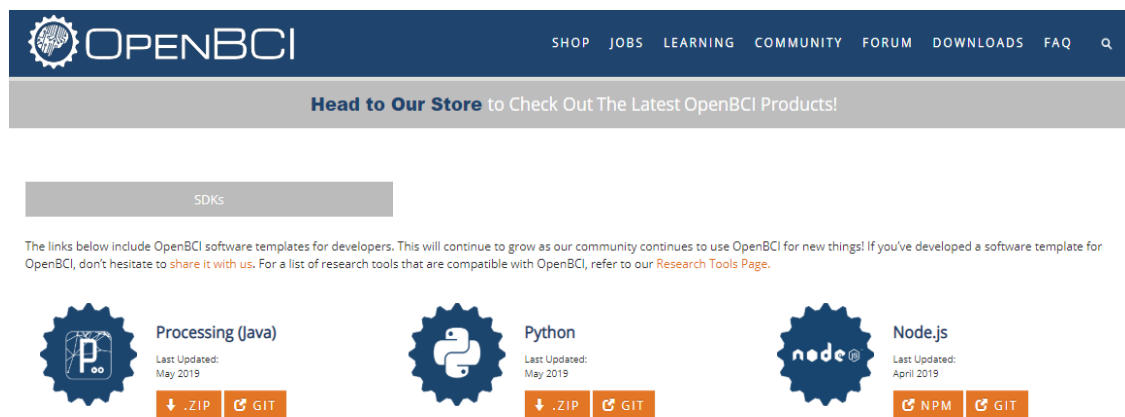 OPENBCI
SHOP JOBS LEARNING COMMUNITY FORUM DOWNLOADS FAQ
Head to Our Store to Check Out The Latest OpenBCI Products!
SDKs
The links below include OpenBCI software templates for developers. This will continue to grow as our community continues to use OpenBCI for new things! If you've developed a software template for
OpenBCI, don't hesitate to share it with us. For a list of research tools that are compatible with OpenBCI, refer to our Research Tools Page.
P
Processing (Java)
Last Updated:
May 2019
.ZIP GIT
Python
Last Updated:
May 2019
.ZIP GIT
node JS
Node.js
Last Updated:
April 2019
NPM GIT